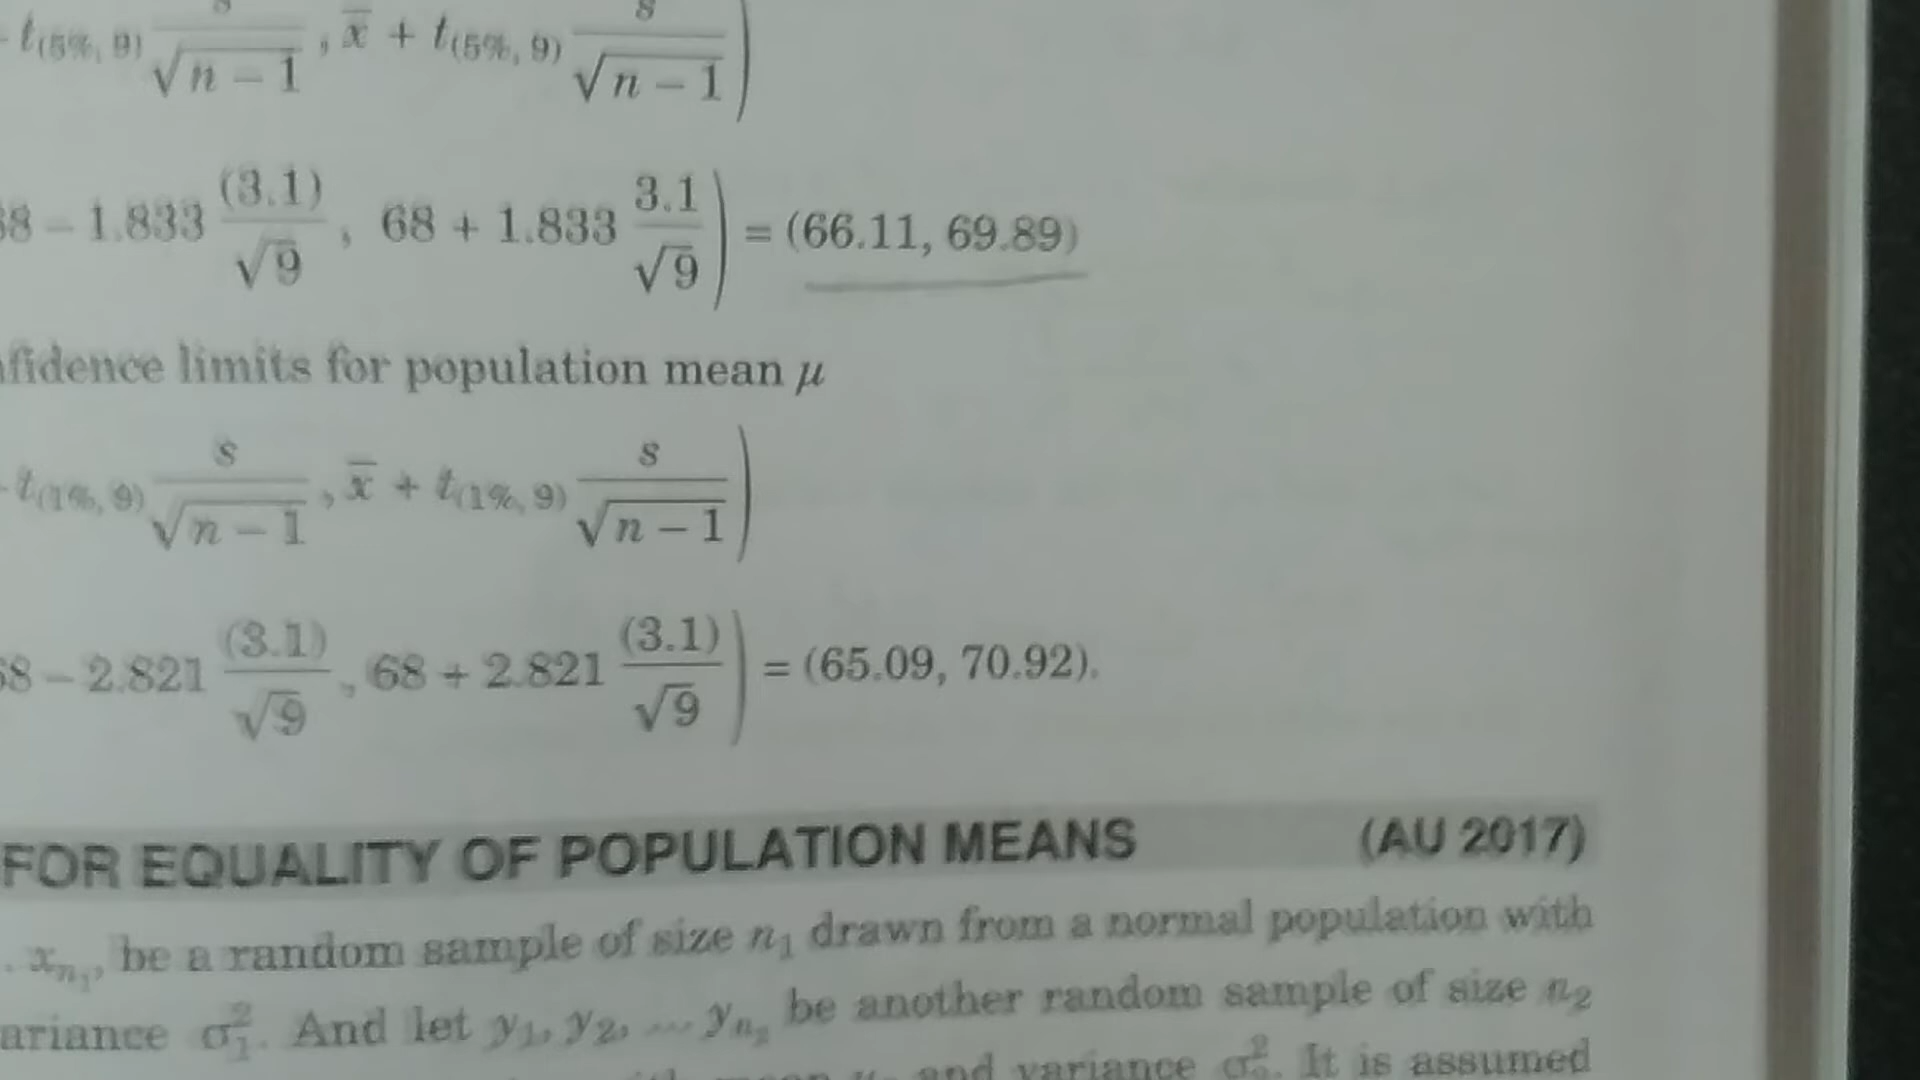 t(5%, 9) s/√n – 1 , x̄ + t(5%, 9) s/√n – 1 )
68 – 1.833 (3.1)/√9 , 68 + 1.833 3.1/√9 ) = (66.11, 69.89)
fidence limits for population mean μ
– t(1%, 9) s/√n – 1 , x̄ + t(1%, 9) s/√n – 1 )
68 – 2.821 (3.1)/√9 , 68 + 2.821 (3.1)/√9 ) = (65.09, 70.92).
FOR EQUALITY OF POPULATION MEANS (AU 2017)
. xn₁, be a random sample of size n₁ drawn from a normal population with
ariance σ₁². And let y₁, y₂, ... yn₂ be another random sample of size n₂
mean and variance σ₂². It is assumed